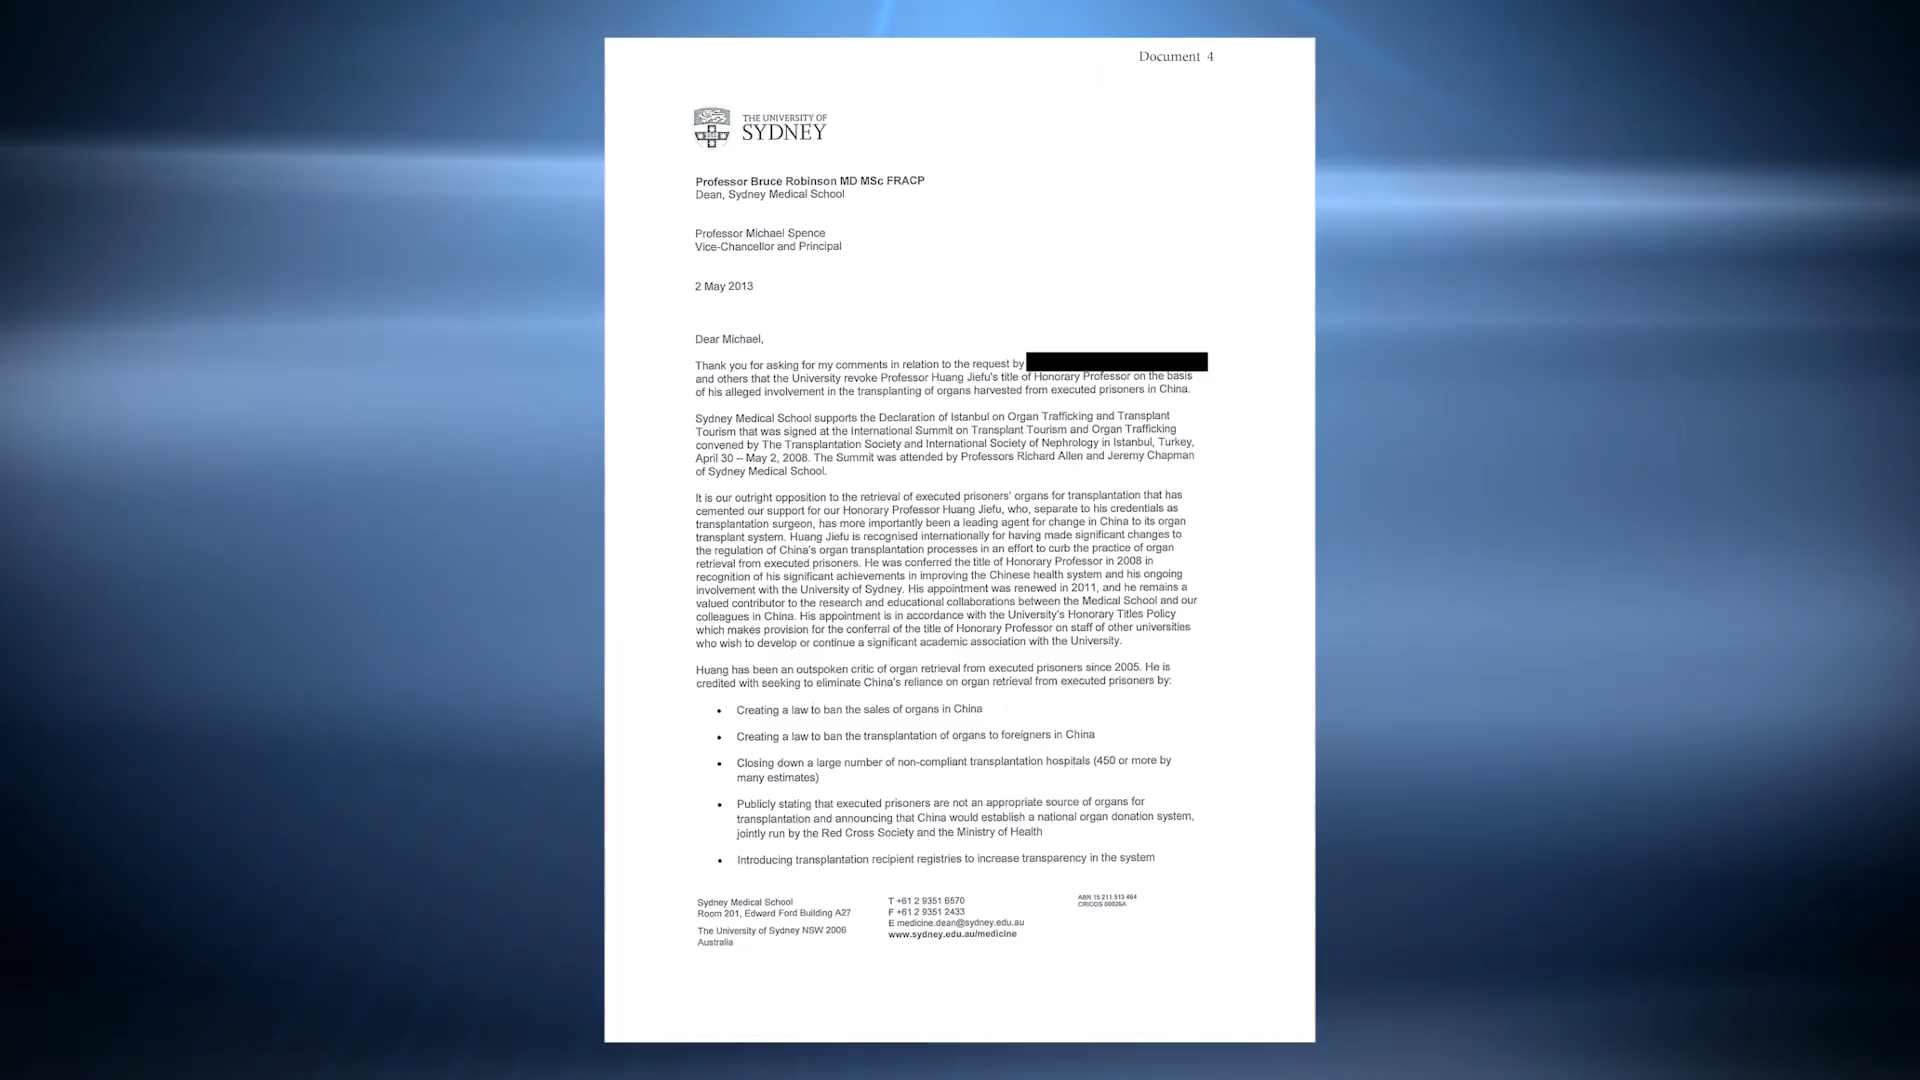 Document 4
THE UNIVERSITY OF
SYDNEY
Professor Bruce Robinson MD MSc FRACP
Dean, Sydney Medical School
Professor Michael Spence
Vice-Chancellor and Principal
2 May 2013
Dear Michael,
Thank you for asking for my comments in relation to the request by
and others that the University revoke Professor Huang Jiefu's title of Honorary Professor on the basis
of his alleged involvement in the transplanting of organs harvested from executed prisoners in China.
Sydney Medical School supports the Declaration of Istanbul on Organ Trafficking and Transplant
Tourism that was signed at the International Summit on Transplant Tourism and Organ Trafficking
convened by The Transplantation Society and International Society of Nephrology in Istanbul, Turkey,
April 30 – May 2, 2008. The Summit was attended by Professors Richard Allen and Jeremy Chapman
of Sydney Medical School.
It is our outright opposition to the retrieval of executed prisoners' organs for transplantation that has
cemented our support for our Honorary Professor Huang Jiefu, who, separate to his credentials as
transplantation surgeon, has more importantly been a leading agent for change in China to its organ
transplant system. Huang Jiefu is recognised internationally for having made significant changes to
the regulation of China's organ transplantation processes in an effort to curb the practice of organ
retrieval from executed prisoners. He was conferred the title of Honorary Professor in 2008 in
recognition of his significant achievements in improving the Chinese health system and his ongoing
involvement with the University of Sydney. His appointment was renewed in 2011, and he remains a
valued contributor to the research and educational collaborations between the Medical School and our
colleagues in China. His appointment is in accordance with the University's Honorary Titles Policy
which makes provision for the conferral of the title of Honorary Professor on staff of other universities
who wish to develop or continue a significant academic association with the University.
Huang has been an outspoken critic of organ retrieval from executed prisoners since 2005. He is
credited with seeking to eliminate China's reliance on organ retrieval from executed prisoners by:
• Creating a law to ban the sales of organs in China
• Creating a law to ban the transplantation of organs to foreigners in China
• Closing down a large number of non-compliant transplantation hospitals (450 or more by
many estimates)
• Publicly stating that executed prisoners are not an appropriate source of organs for
transplantation and announcing that China would establish a national organ donation system,
jointly run by the Red Cross Society and the Ministry of Health
• Introducing transplantation recipient registries to increase transparency in the system
Sydney Medical School
Room 201, Edward Ford Building A27
The University of Sydney NSW 2006
Australia
T +61 2 9351 6570
F +61 2 9351 2433
E medicine.dean@sydney.edu.au
www.sydney.edu.au/medicine
ABN 15 211 513 464
CRICOS 00026A